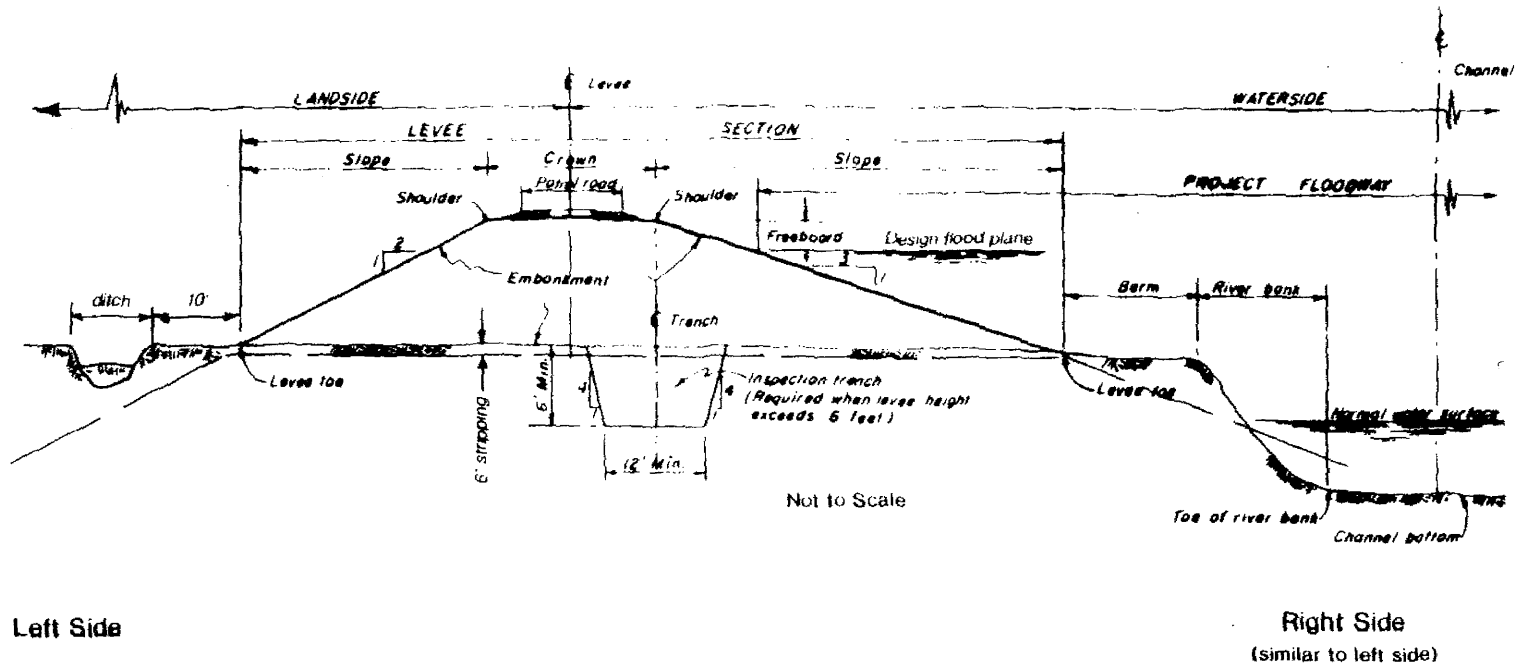 ℄
Channel
℄ Levee
LANDSIDE
WATERSIDE
LEVEE SECTION
Slope
Crown
Slope
Patrol road
PROJECT FLOODWAY
Shoulder
Shoulder
Freeboard
Design flood plane
2
1
3
1
Embankment
Berm
River bank
ditch
10'
℄ Trench
Levee toe
5' Min.
4
1
2
4
1
Inspection trench
(Required when levee height
exceeds 6 feet)
Levee toe
Normal water surface
6' stripping
12' Min.
Not to Scale
Toe of river bank
Channel bottom
Left Side
Right Side
(similar to left side)